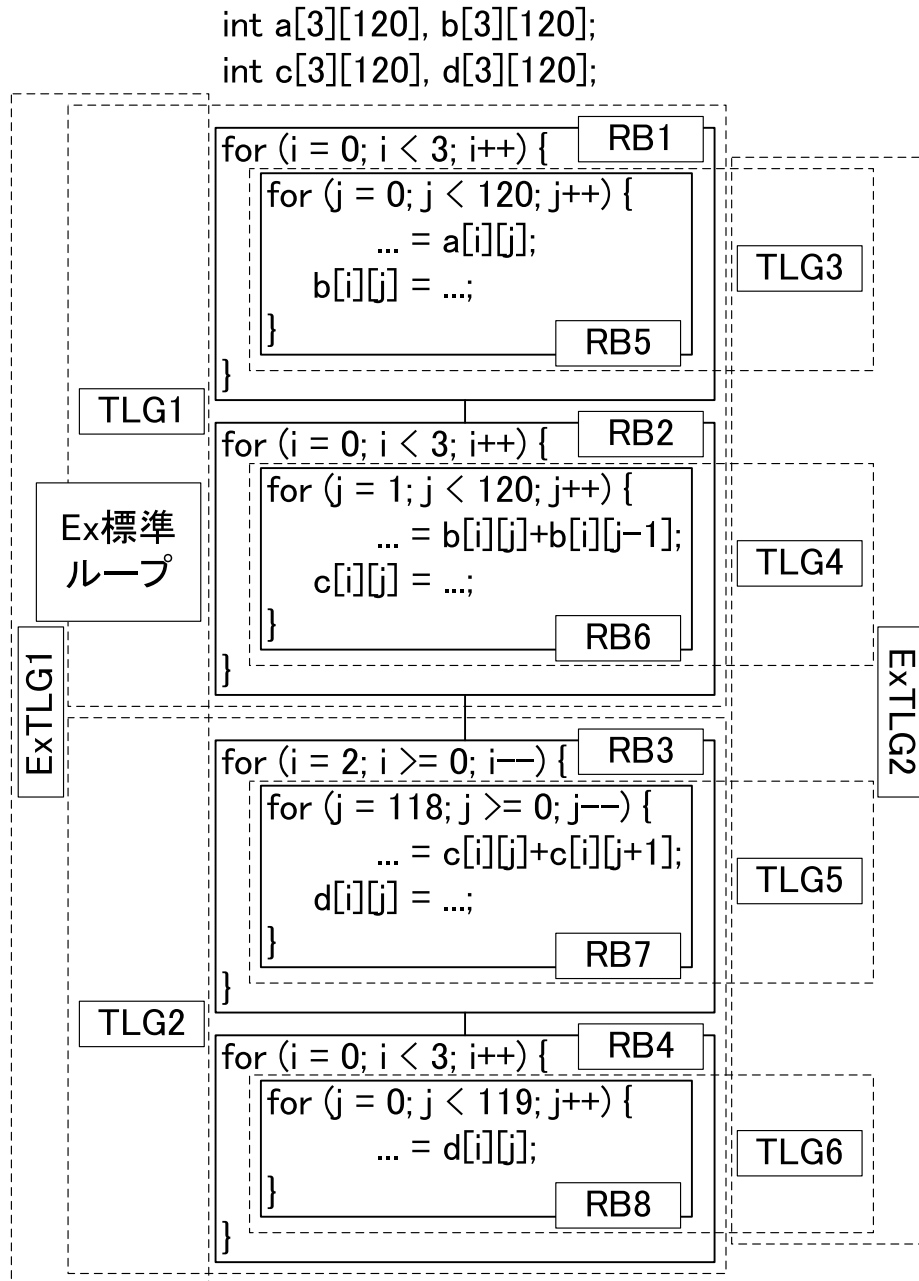 int a[3][120], b[3][120];
int c[3][120], d[3][120];
RB1
for (i = 0; i < 3; i++) {
for (j = 0; j < 120; j++) {
... = a[i][j];
b[i][j] = ...;
}
RB5
}
TLG3
TLG1
RB2
for (i = 0; i < 3; i++) {
for (j = 1; j < 120; j++) {
... = b[i][j]+b[i][j-1];
c[i][j] = ...;
}
RB6
}
TLG4
Ex標準
ループ
ExTLG1
ExTLG2
RB3
for (i = 2; i >= 0; i--) {
for (j = 118; j >= 0; j--) {
... = c[i][j]+c[i][j+1];
d[i][j] = ...;
}
RB7
}
TLG5
TLG2
RB4
for (i = 0; i < 3; i++) {
for (j = 0; j < 119; j++) {
... = d[i][j];
}
RB8
}
TLG6